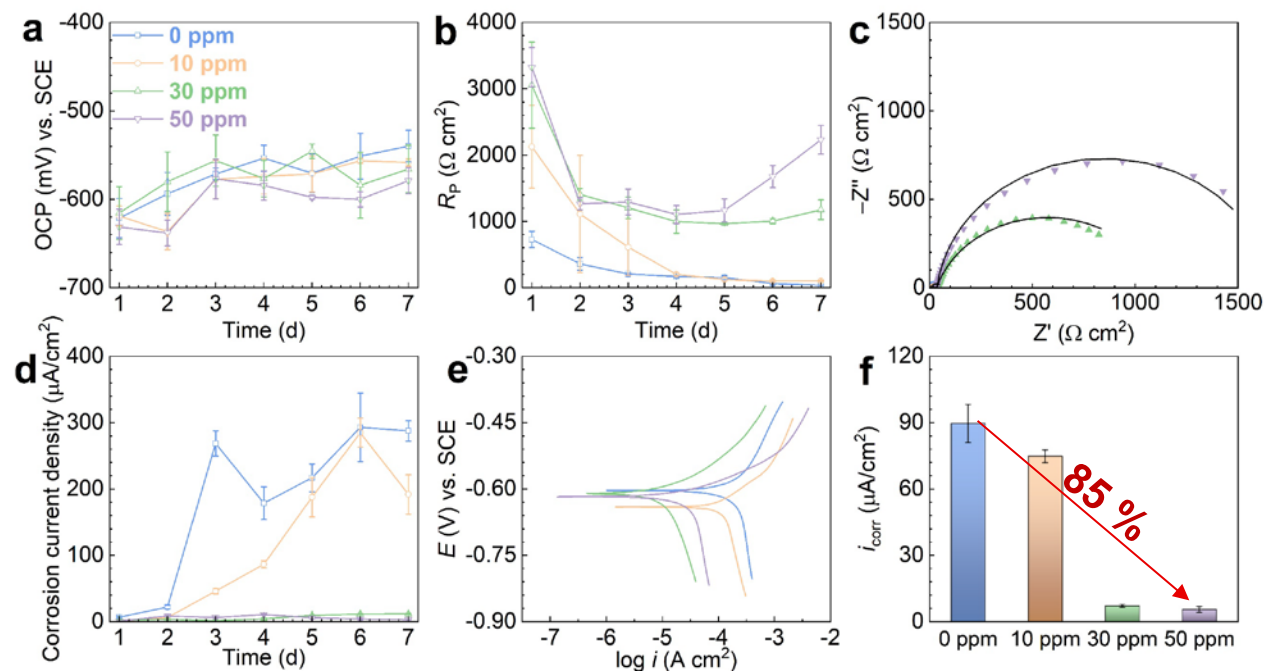 a
0 ppm
10 ppm
30 ppm
50 ppm
-400
-500
-600
-700
OCP (mV) vs. SCE
1 2 3 4 5 6 7
Time (d)
b
4000
3000
2000
1000
0
Rₚ (Ω cm²)
1 2 3 4 5 6 7
Time (d)
c
1500
1000
500
0
–Z'' (Ω cm²)
0 500 1000 1500
Z' (Ω cm²)
d
400
300
200
100
0
Corrosion current density (µA/cm²)
1 2 3 4 5 6 7
Time (d)
e
-0.30
-0.45
-0.60
-0.75
-0.90
E (V) vs. SCE
-7 -6 -5 -4 -3 -2
log i (A cm²)
f
120
90
60
30
0
i_corr (µA/cm²)
85 %
0 ppm 10 ppm 30 ppm 50 ppm